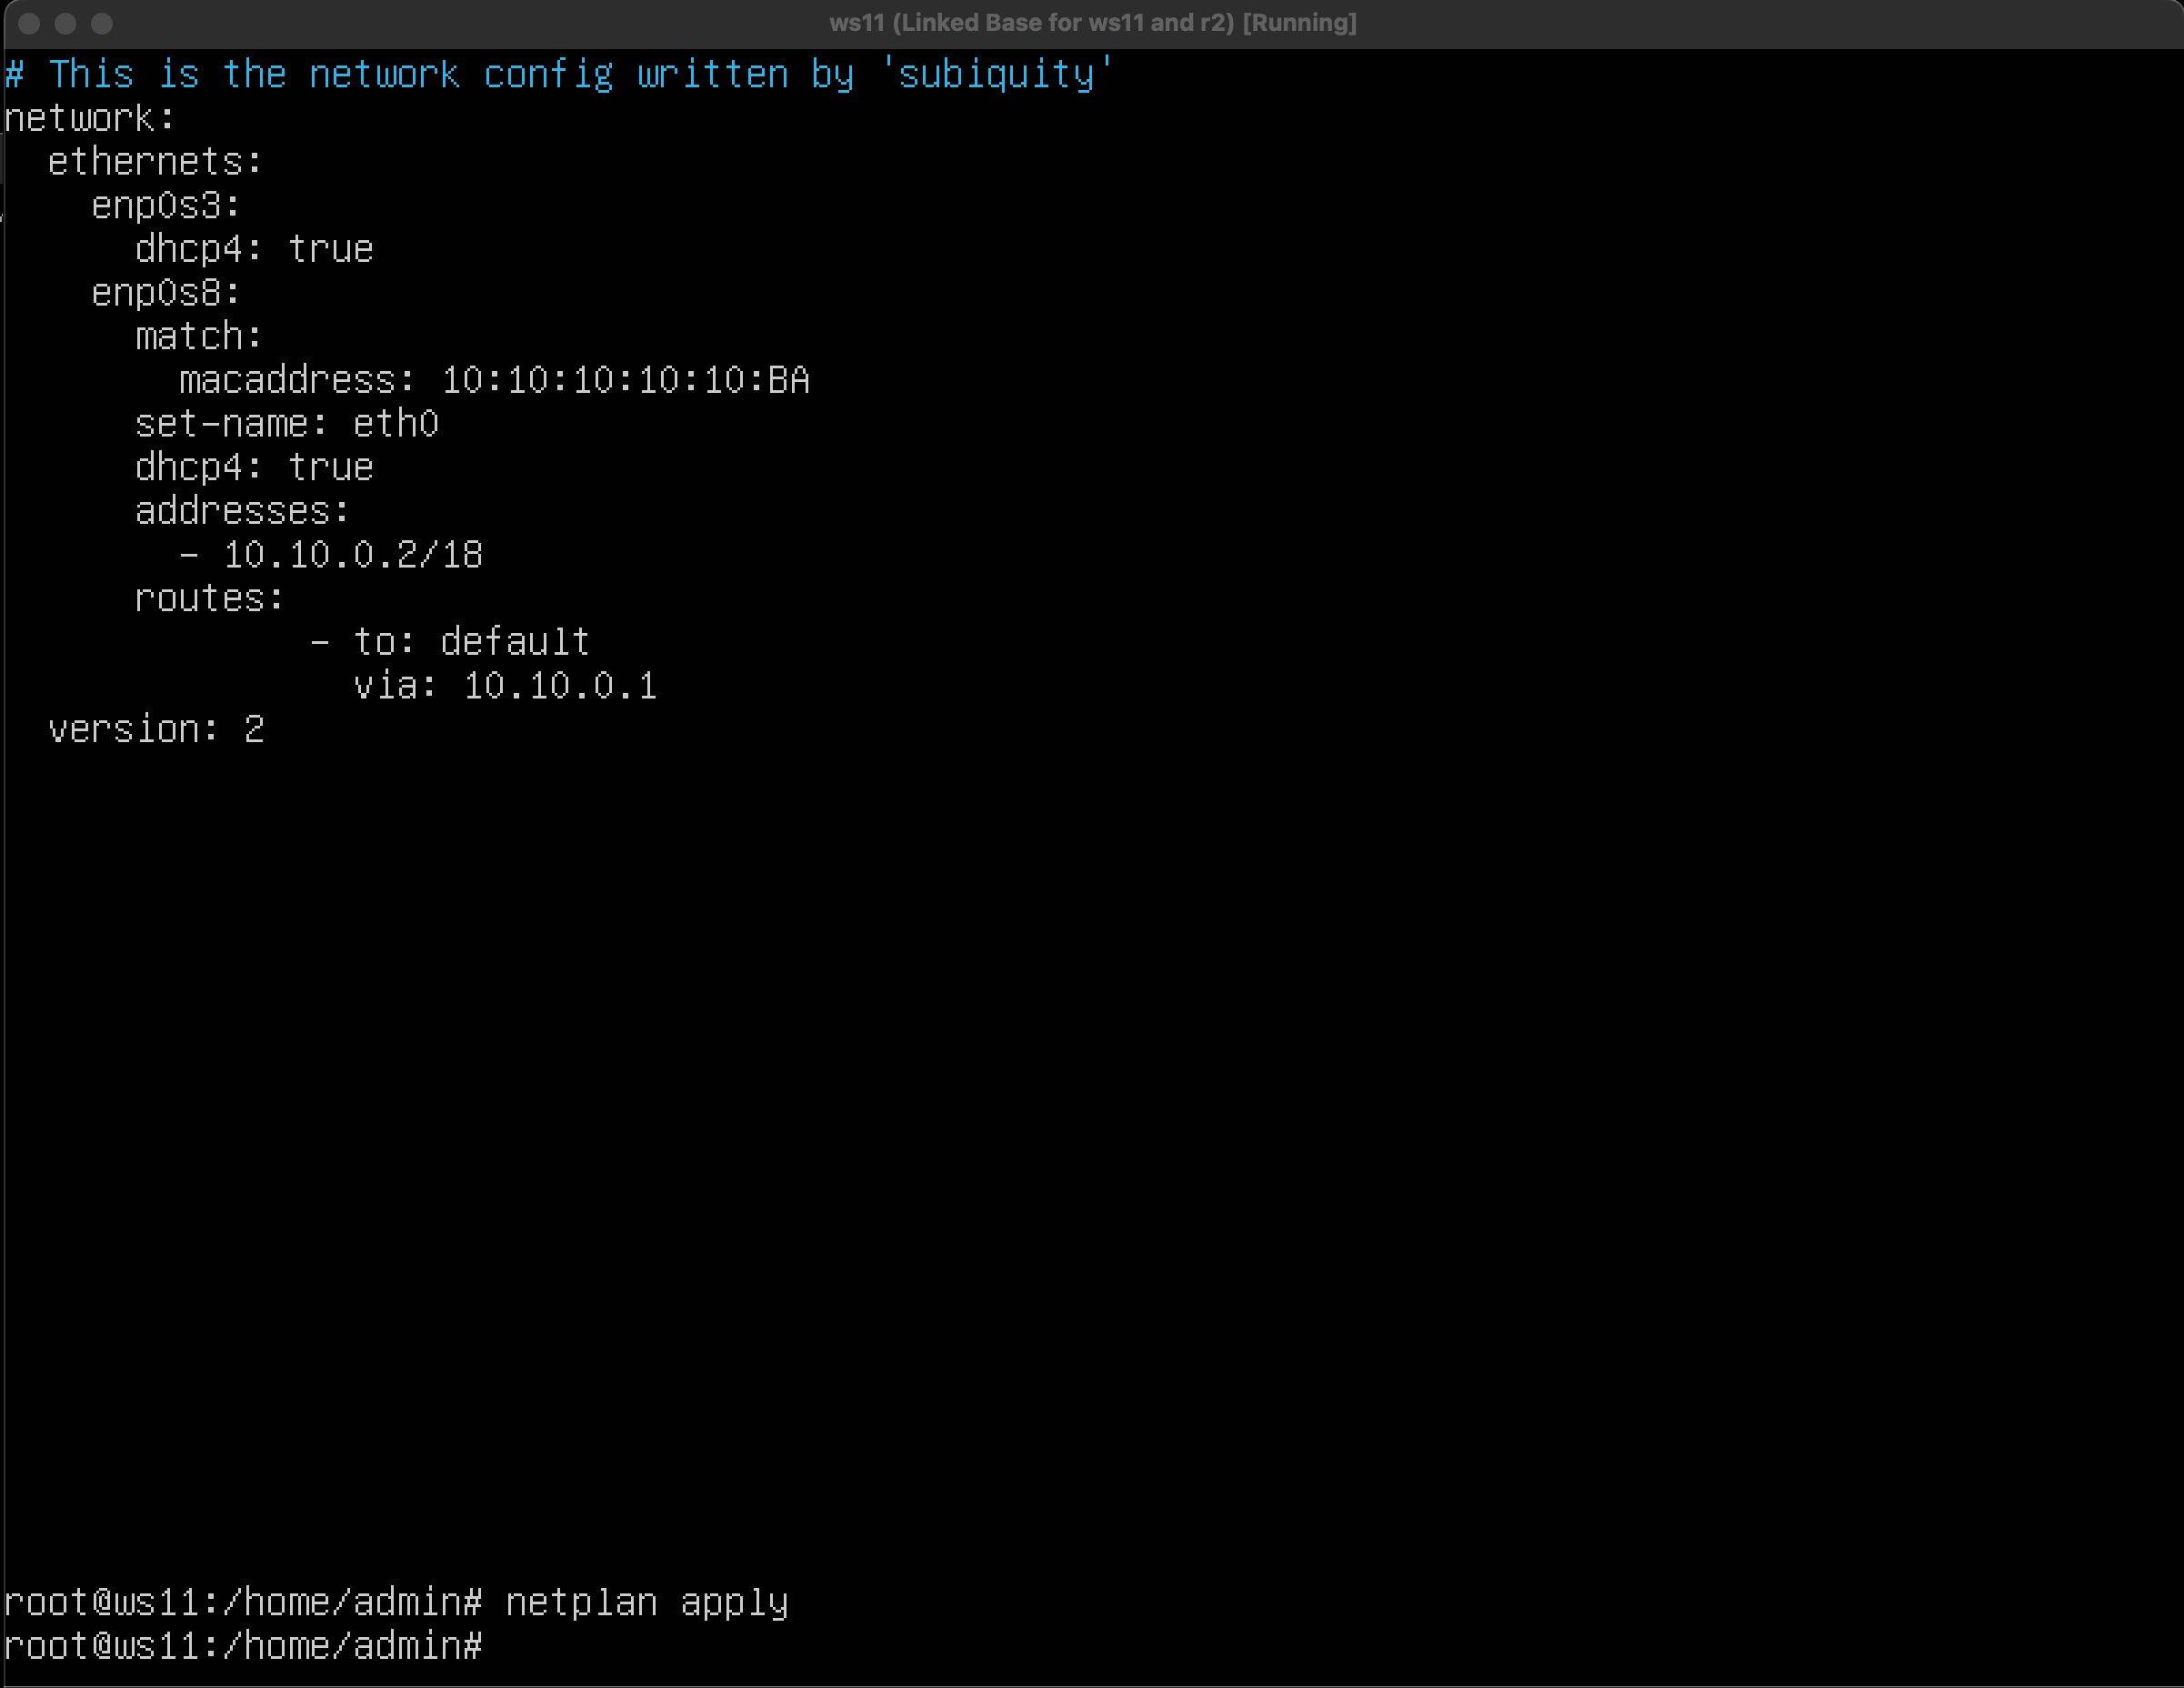 ws11 (Linked Base for ws11 and r2) [Running]
# This is the network config written by 'subiquity'
network:
  ethernets:
    enp0s3:
      dhcp4: true
    enp0s8:
      match:
        macaddress: 10:10:10:10:10:BA
      set-name: eth0
      dhcp4: true
      addresses:
        - 10.10.0.2/18
      routes:
              - to: default
                via: 10.10.0.1
  version: 2
root@ws11:/home/admin# netplan apply
root@ws11:/home/admin#